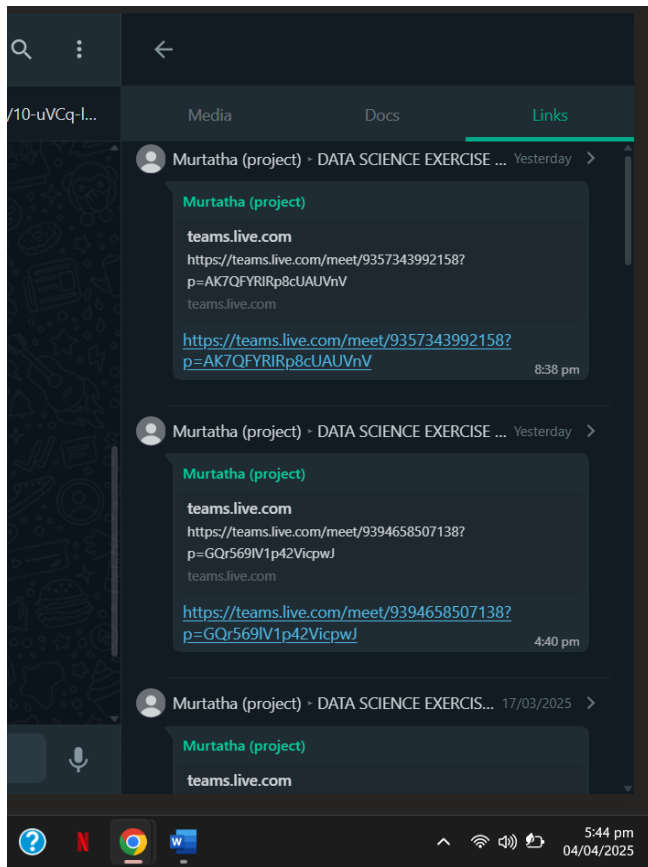 /10-uVCq-l...
Media
Docs
Links
Murtatha (project) ▸ DATA SCIENCE EXERCISE ... Yesterday
Murtatha (project)
teams.live.com
https://teams.live.com/meet/9357343992158?
p=AK7QFYRIRp8cUAUVnV
teams.live.com
https://teams.live.com/meet/9357343992158?
p=AK7QFYRIRp8cUAUVnV
8:38 pm
Murtatha (project) ▸ DATA SCIENCE EXERCISE ... Yesterday
Murtatha (project)
teams.live.com
https://teams.live.com/meet/9394658507138?
p=GQr569lV1p42VicpwJ
teams.live.com
https://teams.live.com/meet/9394658507138?
p=GQr569lV1p42VicpwJ
4:40 pm
Murtatha (project) ▸ DATA SCIENCE EXERCIS... 17/03/2025
Murtatha (project)
teams.live.com
?
N
W
5:44 pm
04/04/2025